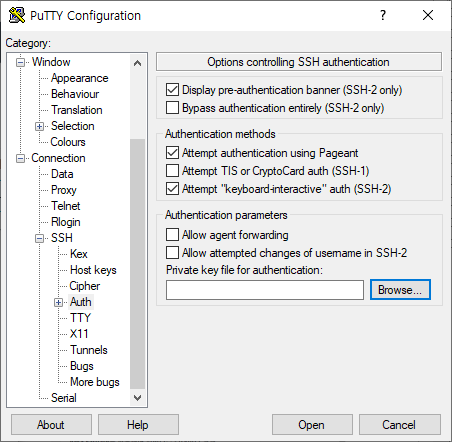 PuTTY Configuration
?
Category:
Window
Appearance
Behaviour
Translation
Selection
Colours
Connection
Data
Proxy
Telnet
Rlogin
SSH
Kex
Host keys
Cipher
Auth
TTY
X11
Tunnels
Bugs
More bugs
Serial
Options controlling SSH authentication
Display pre-authentication banner (SSH-2 only)
Bypass authentication entirely (SSH-2 only)
Authentication methods
Attempt authentication using Pageant
Attempt TIS or CryptoCard auth (SSH-1)
Attempt "keyboard-interactive" auth (SSH-2)
Authentication parameters
Allow agent forwarding
Allow attempted changes of username in SSH-2
Private key file for authentication:
Browse...
About
Help
Open
Cancel